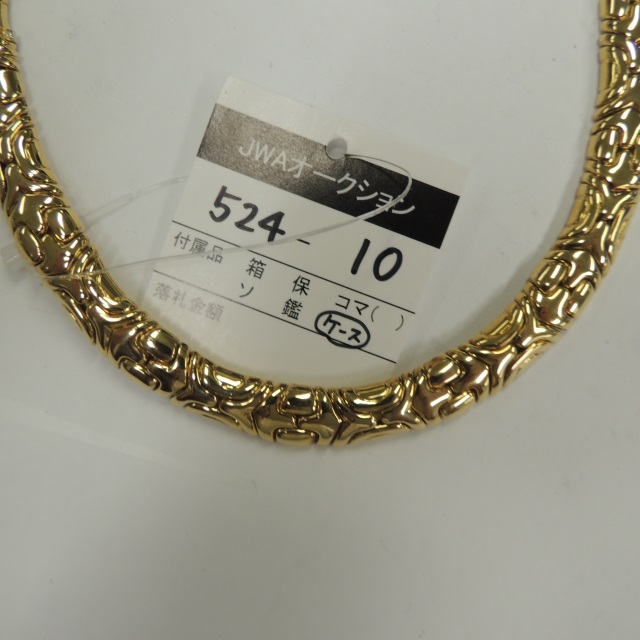 JWAオークション
524-10
付属品 箱 保 コマ( )
ソ 鑑 ケース
落札金額